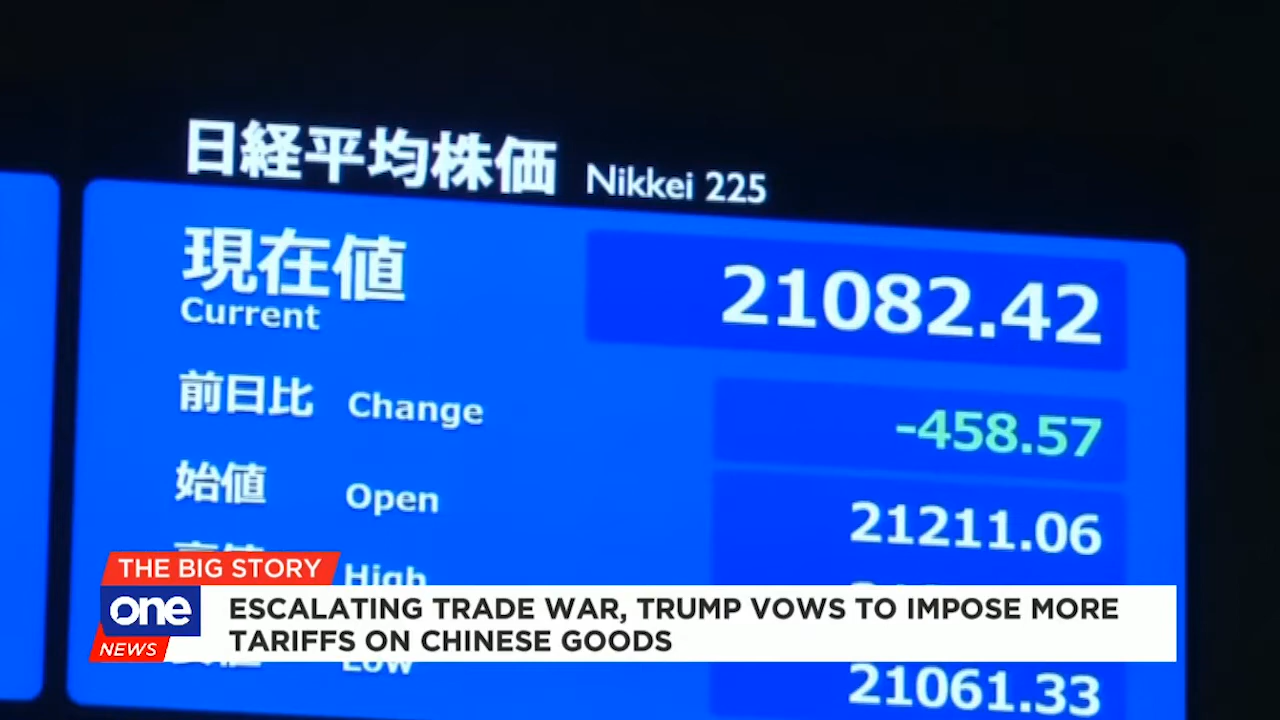 日経平均株価 Nikkei 225
現在値
Current
21082.42
前日比 Change -458.57
始値 Open 21211.06
High
Low 21061.33
THE BIG STORY
one
NEWS
ESCALATING TRADE WAR, TRUMP VOWS TO IMPOSE MORE
TARIFFS ON CHINESE GOODS